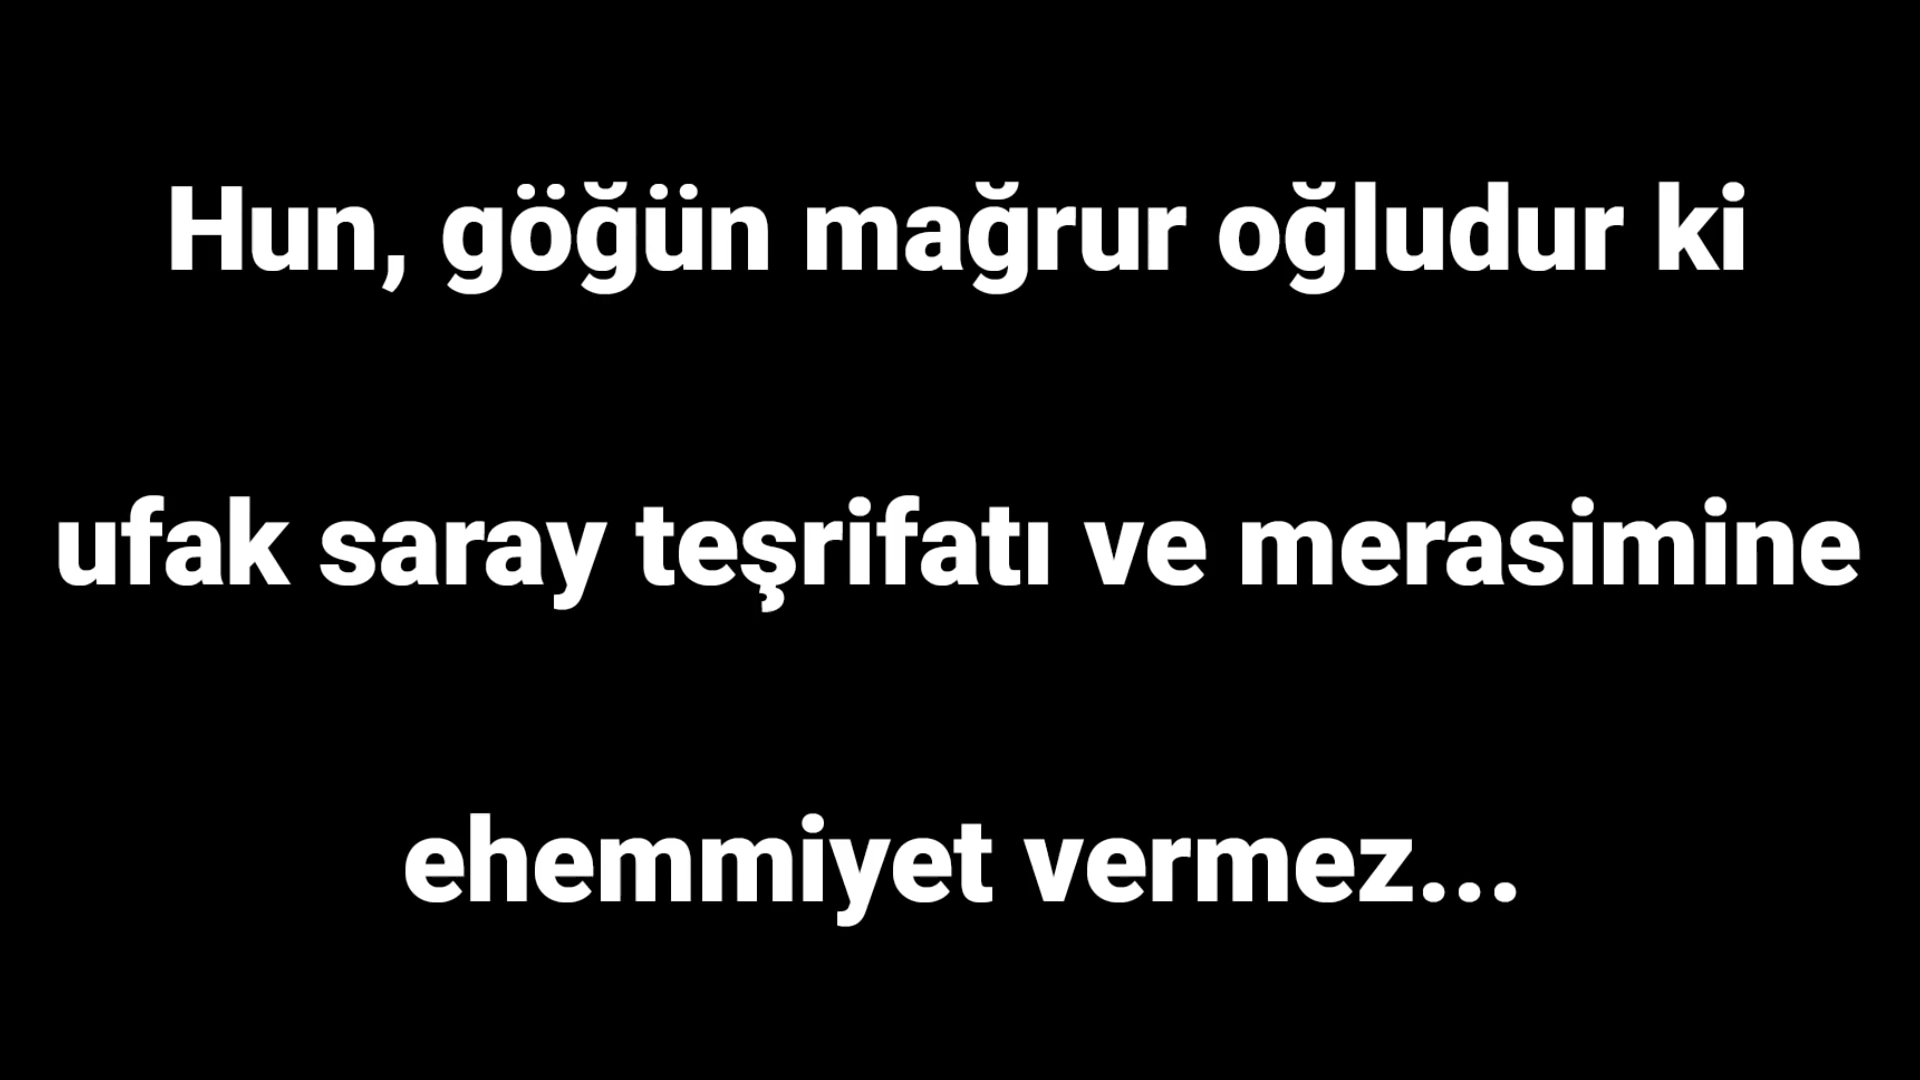 Hun, göğün mağrur oğludur ki
ufak saray teşrifatı ve merasimine
ehemmiyet vermez...